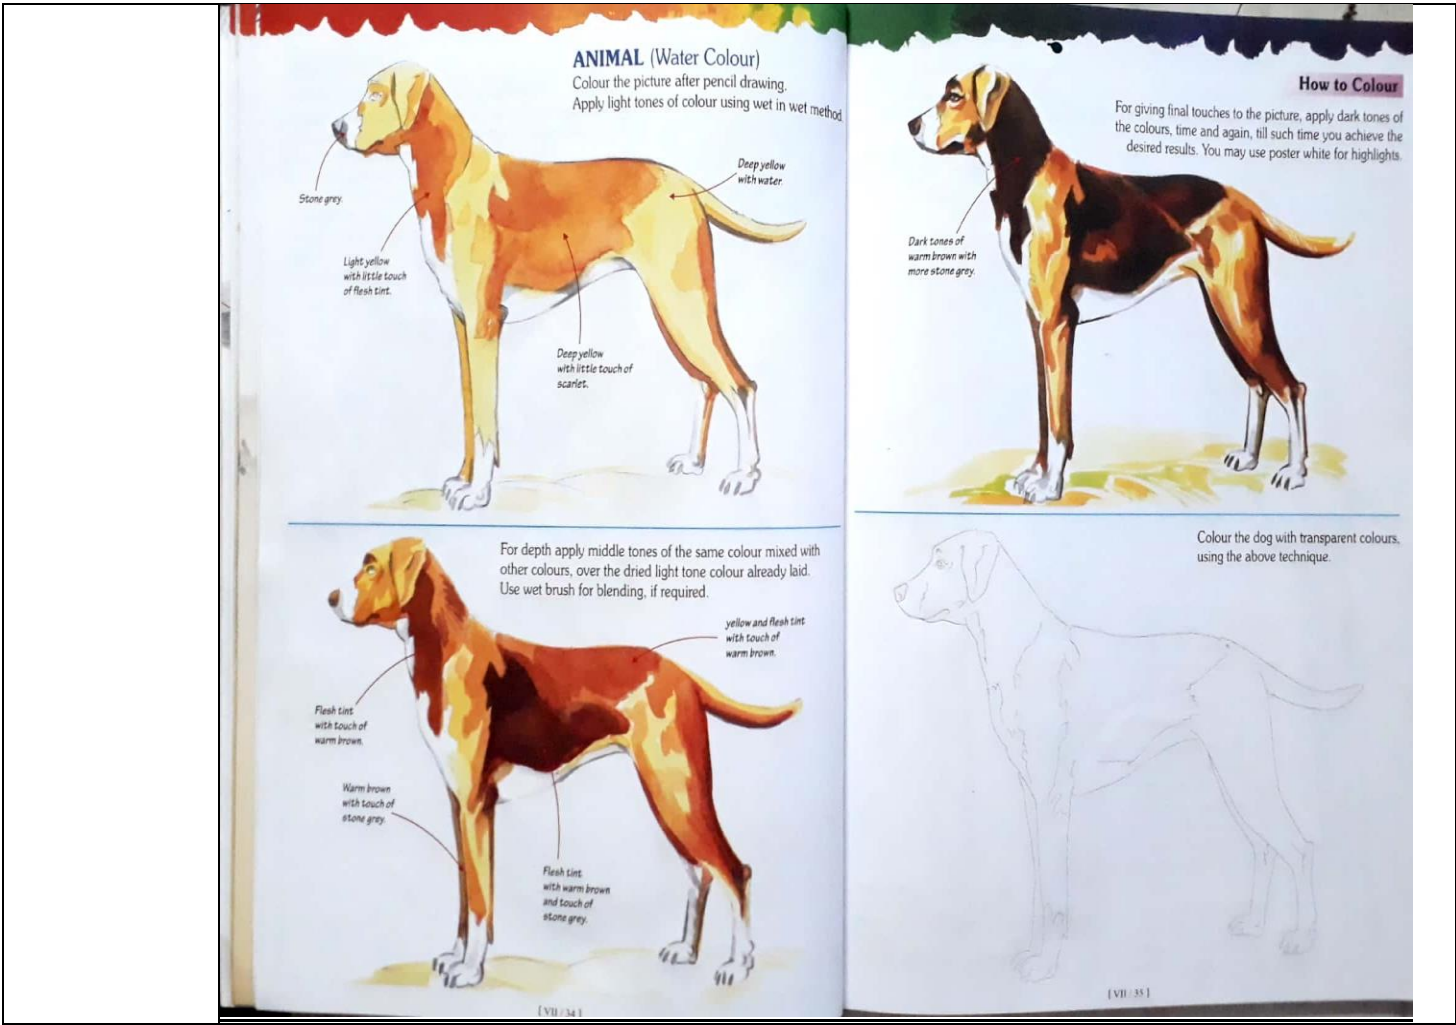 ANIMAL (Water Colour)
Colour the picture after pencil drawing.
Apply light tones of colour using wet in wet method
Deep yellow
with water.
Stone grey.
Light yellow
with little touch
of flesh tint.
Deep yellow
with little touch of
scarlet.
For depth apply middle tones of the same colour mixed with
other colours, over the dried light tone colour already laid.
Use wet brush for blending, if required.
yellow and flesh tint
with touch of
warm brown.
Flesh tint
with touch of
warm brown.
Warm brown
with touch of
stone grey.
Flesh tint
with warm brown
and touch of
stone grey.
[ VII / 34 ]
How to Colour
For giving final touches to the picture, apply dark tones of
the colours, time and again, till such time you achieve the
desired results. You may use poster white for highlights.
Dark tones of
warm brown with
more stone grey.
Colour the dog with transparent colours,
using the above technique.
[ VII / 35 ]